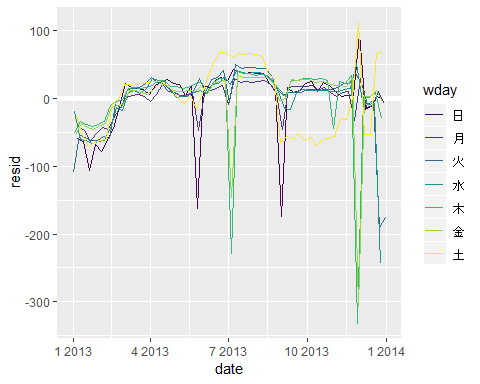 100
0
-100
-200
-300
resid
1 2013
4 2013
7 2013
10 2013
1 2014
date
wday
日
月
火
水
木
金
土